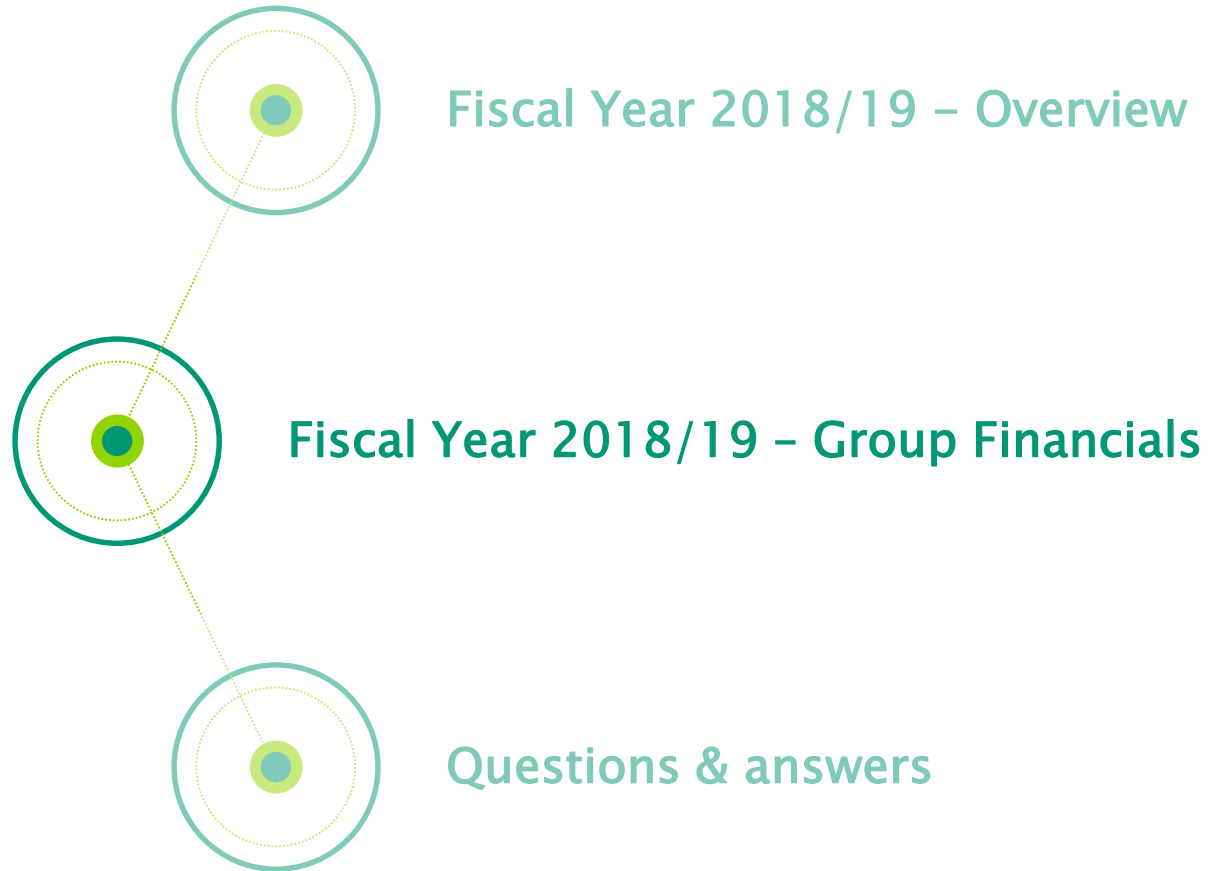 Fiscal Year 2018/19 – Overview
Fiscal Year 2018/19 – Group Financials
Questions & answers